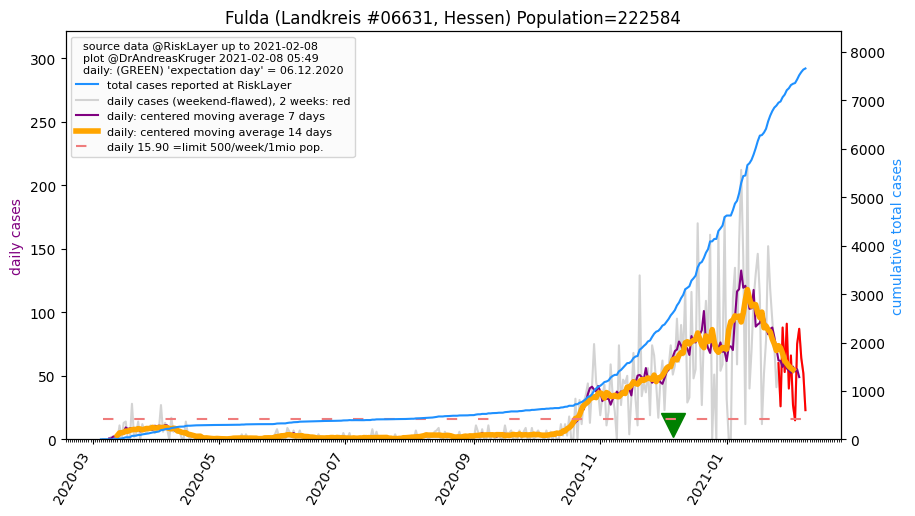 Fulda (Landkreis #06631, Hessen) Population=222584
source data @RiskLayer up to 2021-02-08
plot @DrAndreasKruger 2021-02-08 05:49
daily: (GREEN) 'expectation day' = 06.12.2020
total cases reported at RiskLayer
daily cases (weekend-flawed), 2 weeks: red
daily: centered moving average 7 days
daily: centered moving average 14 days
daily 15.90 =limit 500/week/1mio pop.
daily cases
300
250
200
150
100
50
0
cumulative total cases
8000
7000
6000
5000
4000
3000
2000
1000
0
2020-03
2020-05
2020-07
2020-09
2020-11
2021-01